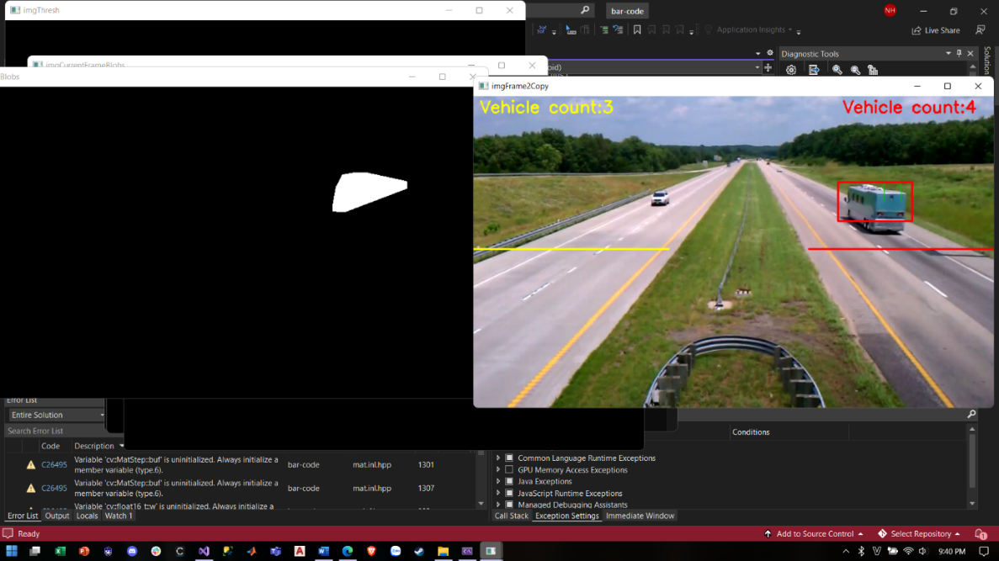 imgThresh
bar-code
NH
Live Share
Application Insights
imgCurrentFrameBlobs
oid)
Diagnostic Tools
Solution
Blobs
imgFrame2Copy
Vehicle count:3
Vehicle count:4
Error List
Entire Solution
Search Error List
Code Description
C26495 Variable 'cv::MatStep::buf' is uninitialized. Always initialize a member variable (type.6). bar-code mat.inl.hpp 1301
C26495 Variable 'cv::MatStep::buf' is uninitialized. Always initialize a member variable (type.6). bar-code mat.inl.hpp 1307
Variable 'cv::float16_t::w' is uninitialized. Always initialize a
Error List Output Locals Watch 1
Conditions
Common Language Runtime Exceptions
GPU Memory Access Exceptions
Java Exceptions
JavaScript Runtime Exceptions
Managed Debugging Assistants
Call Stack Exception Settings Immediate Window
Ready
Add to Source Control
Select Repository
1
9:40 PM